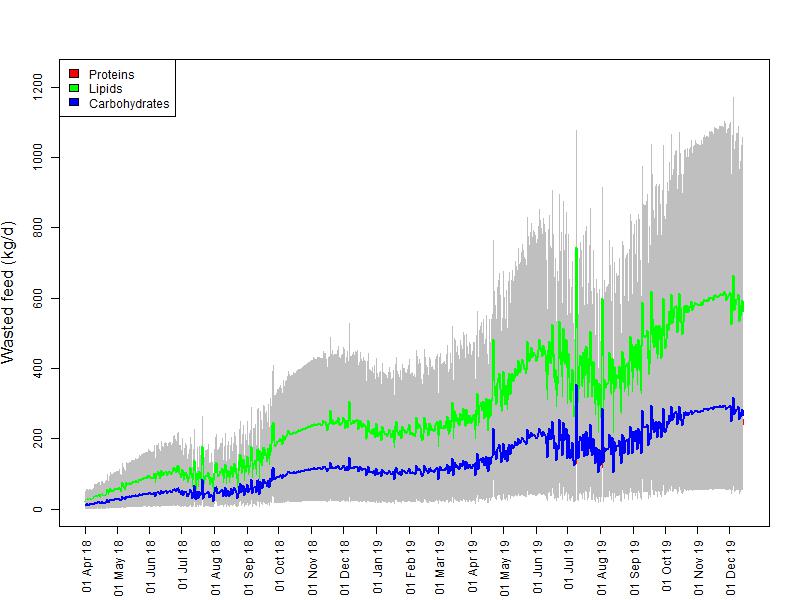 Proteins
Lipids
Carbohydrates
Wasted feed (kg/d)
1200
1000
800
600
400
200
0
01 Apr 18
01 May 18
01 Jun 18
01 Jul 18
01 Aug 18
01 Sep 18
01 Oct 18
01 Nov 18
01 Dec 18
01 Jan 19
01 Feb 19
01 Mar 19
01 Apr 19
01 May 19
01 Jun 19
01 Jul 19
01 Aug 19
01 Sep 19
01 Oct 19
01 Nov 19
01 Dec 19